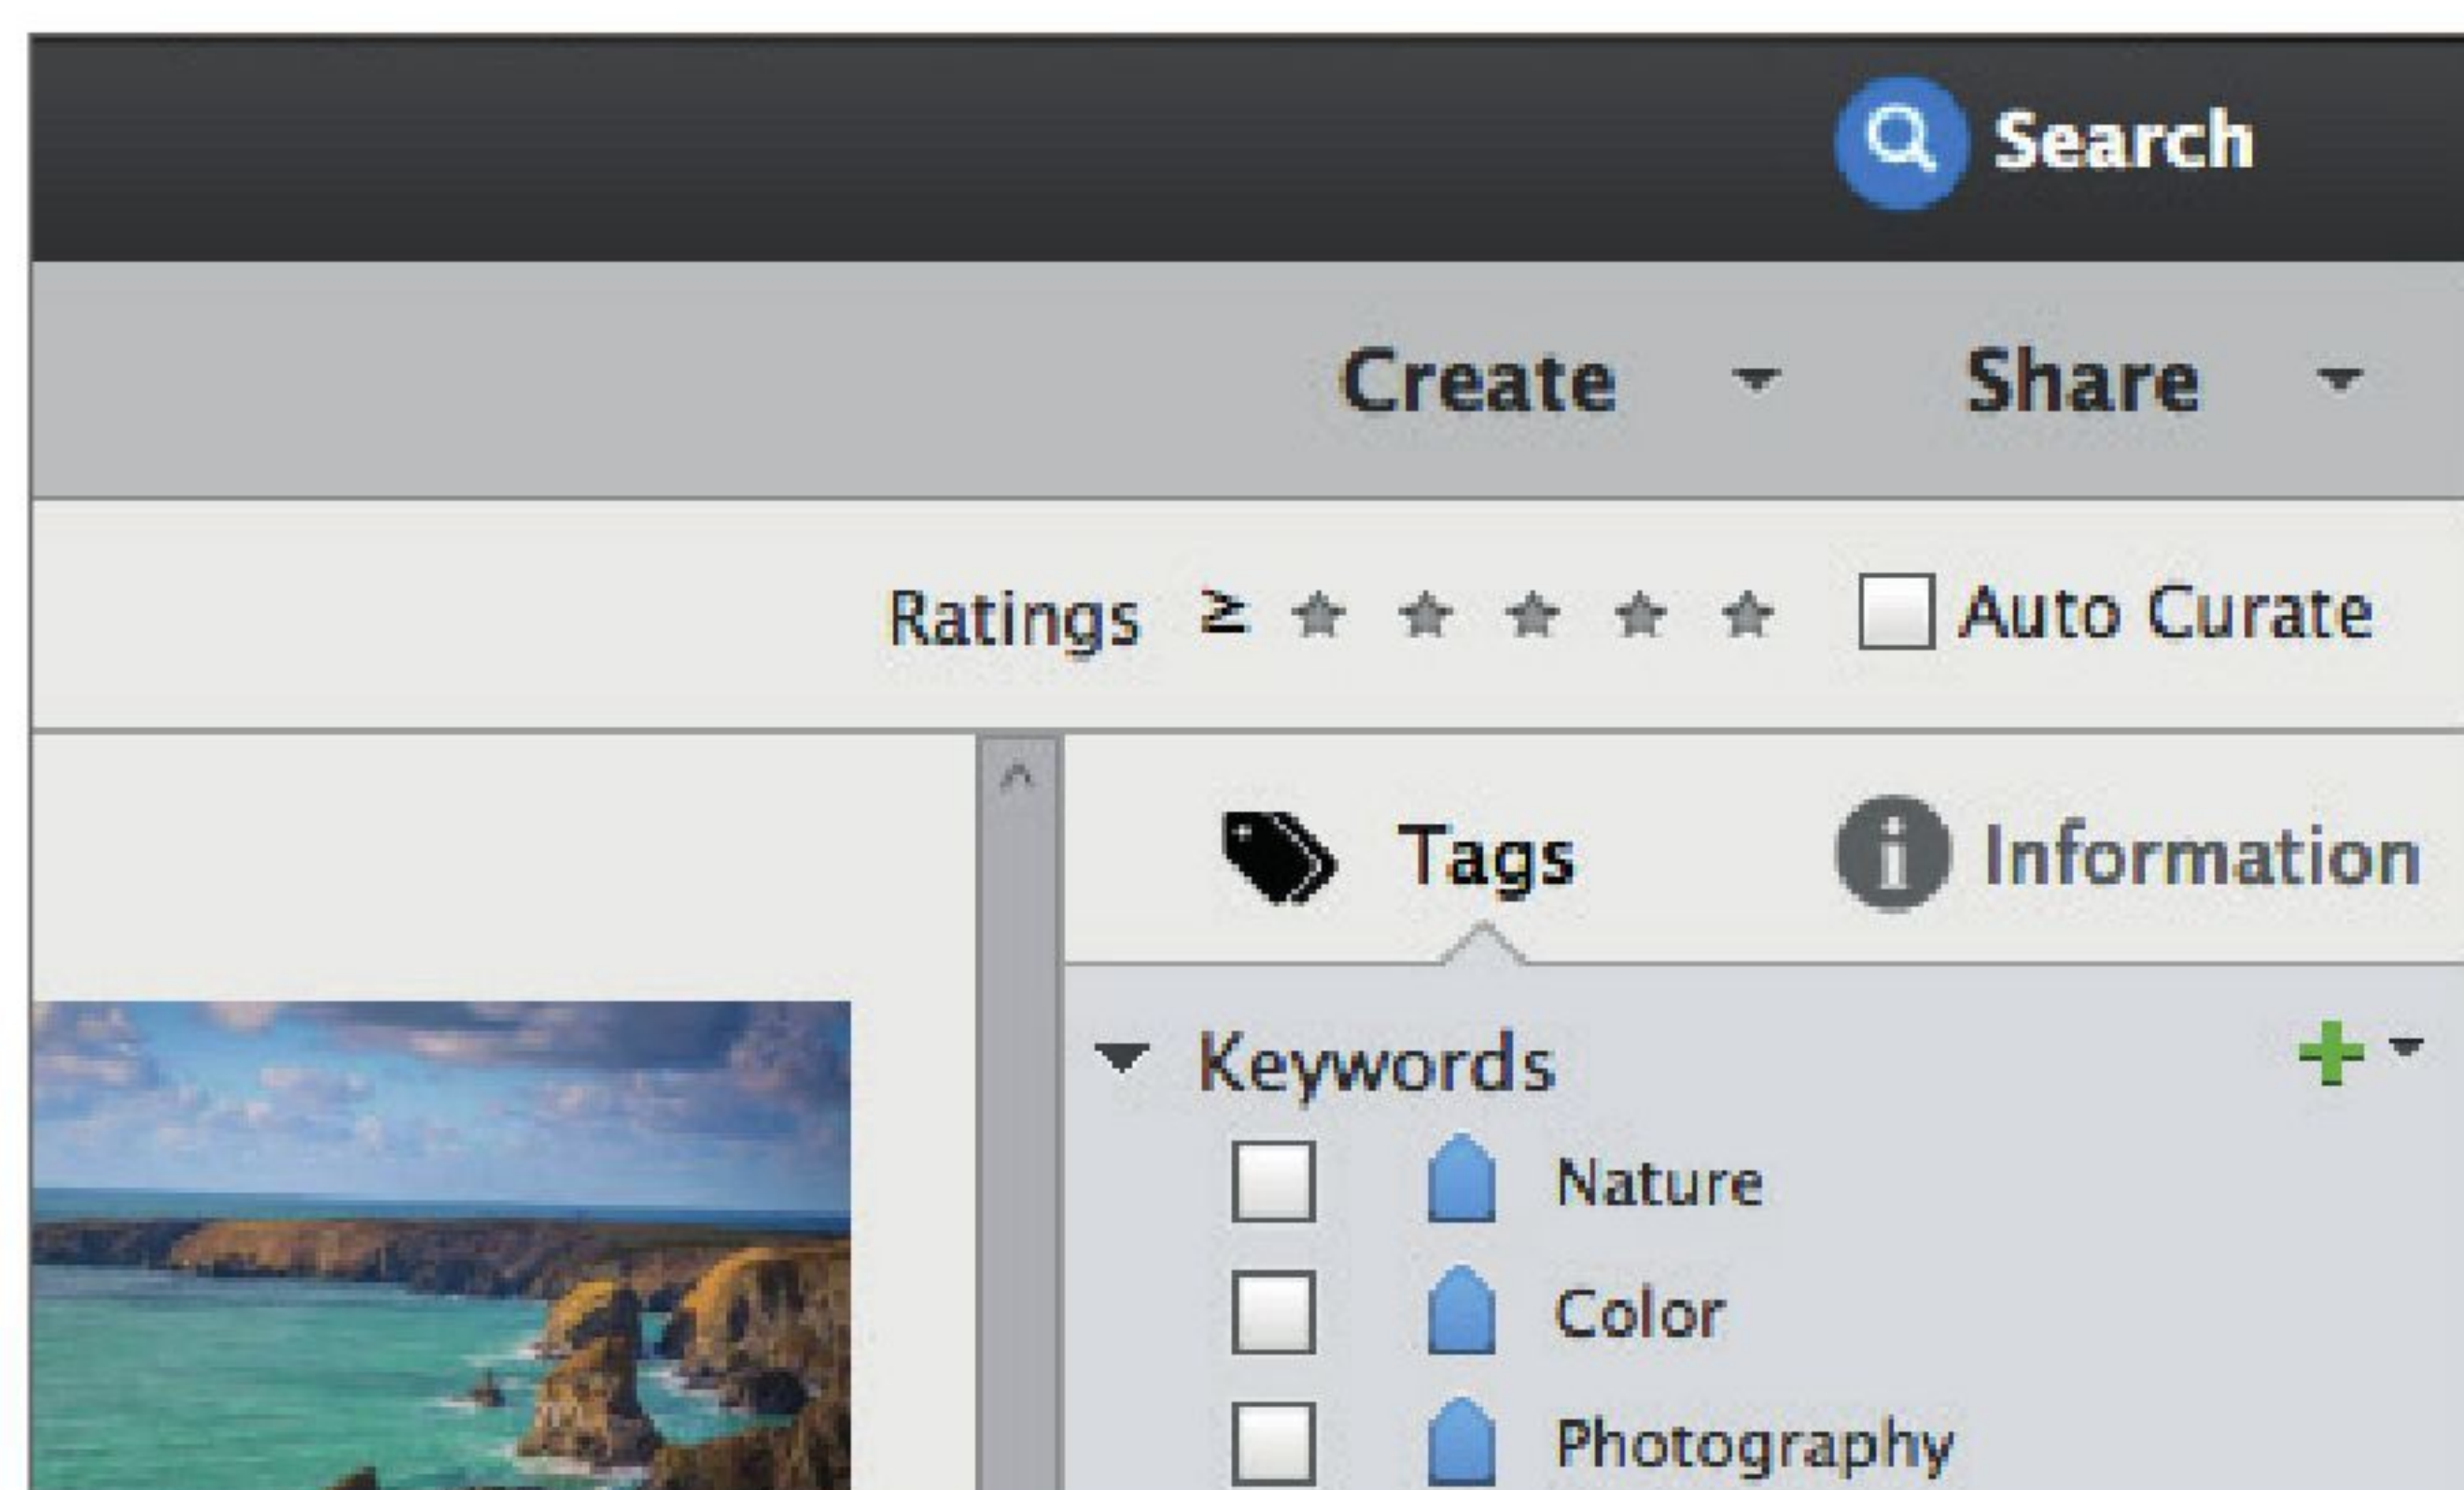 Search
Create Share
Ratings ≥ Auto Curate
Tags Information
Keywords
Nature
Color
Photography